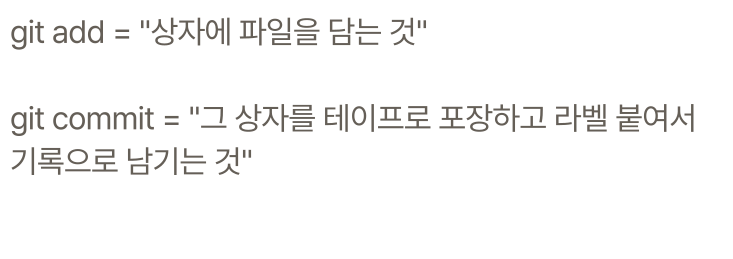 git add = "상자에 파일을 담는 것"
git commit = "그 상자를 테이프로 포장하고 라벨 붙여서
기록으로 남기는 것"